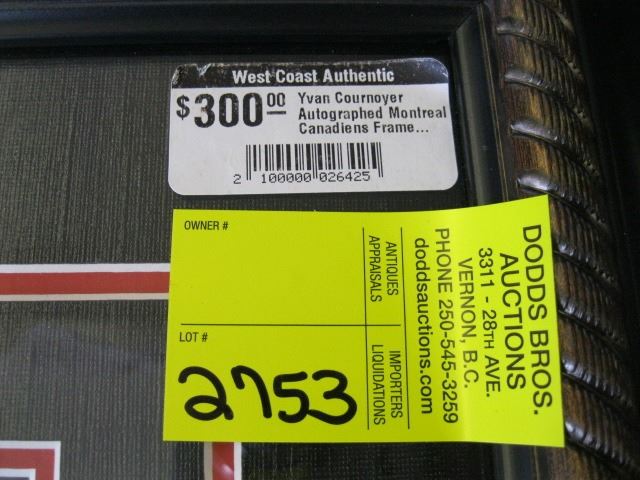 West Coast Authentic
$300.00
Yvan Cournoyer
Autographed Montreal
Canadiens Frame...
2 100000 026425
OWNER #
LOT #
2753
ANTIQUES
APPRAISALS
IMPORTERS
LIQUIDATIONS
DODDS BROS.
AUCTIONS
3311 - 28TH AVE.
VERNON, B.C.
PHONE 250-545-3259
doddsauctions.com